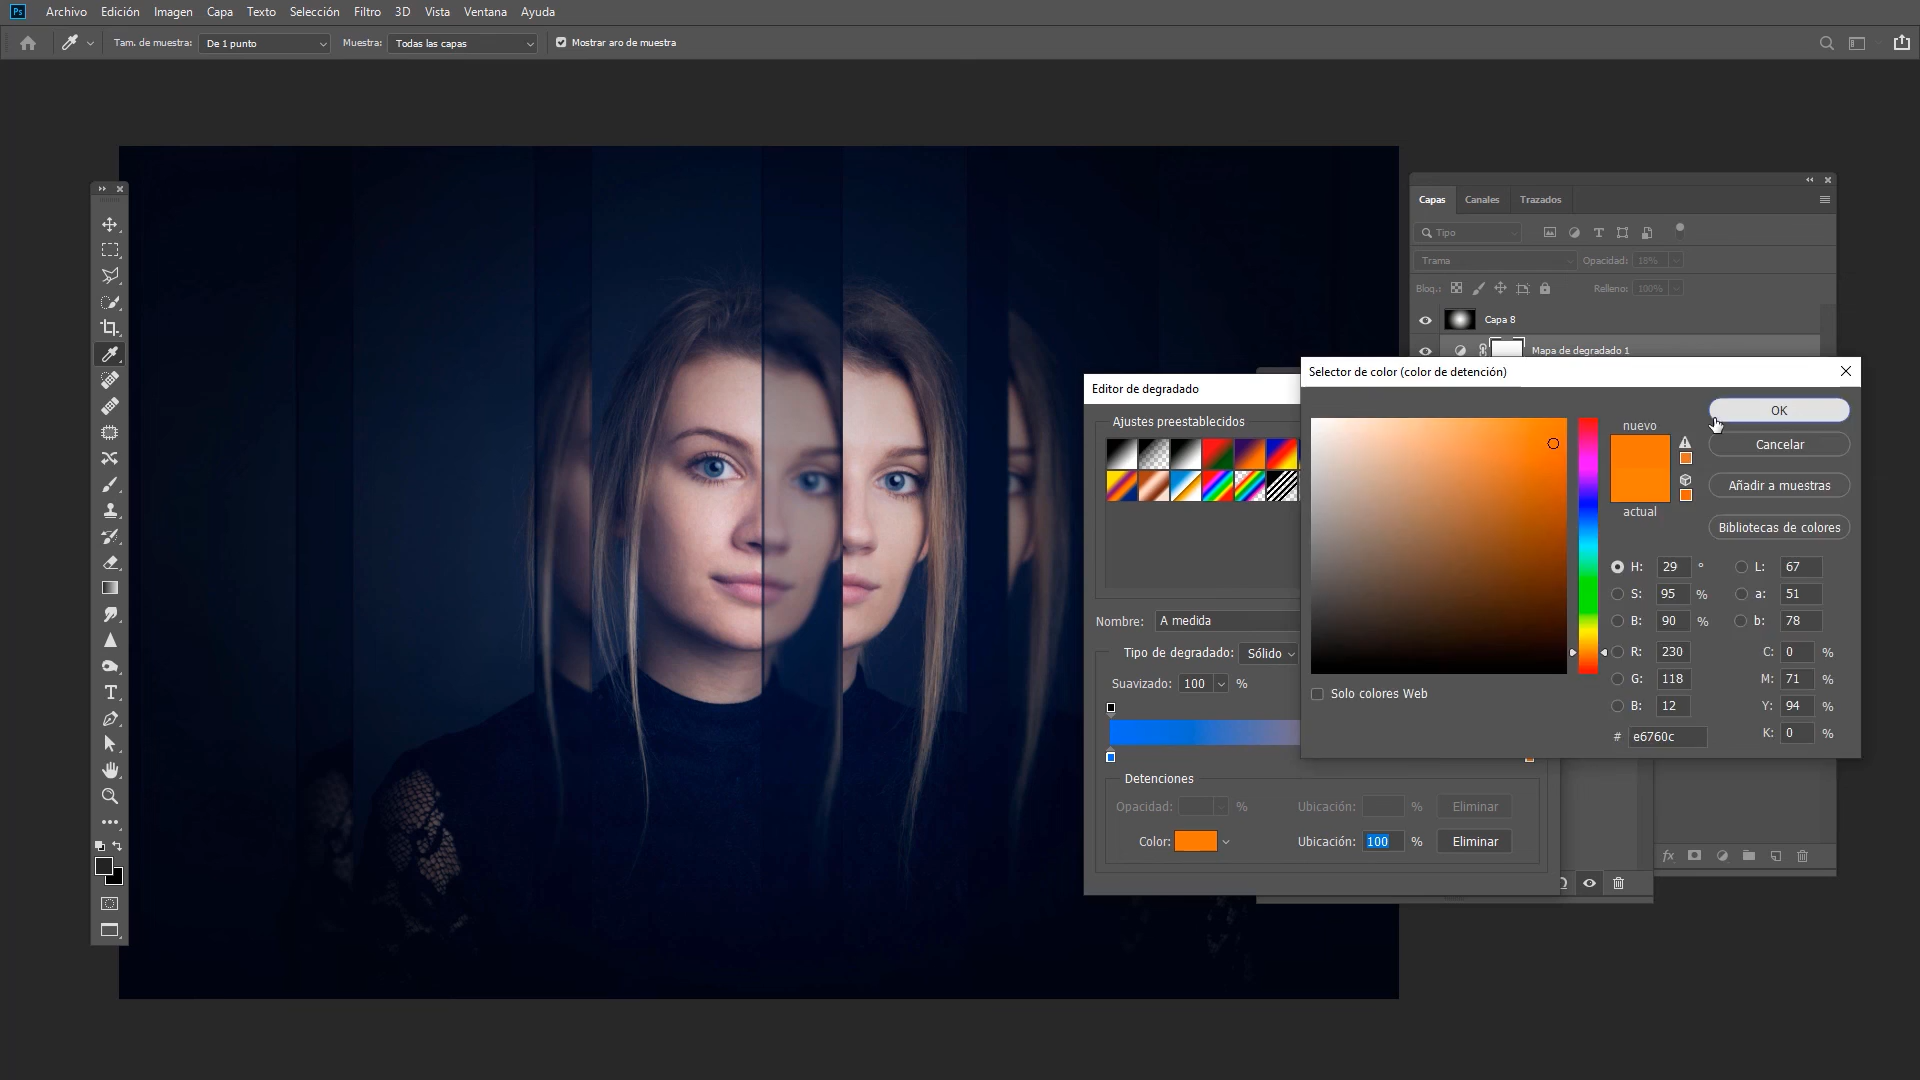 Ps Archivo Edición Imagen Capa Texto Selección Filtro 3D Vista Ventana Ayuda
Tam. de muestra: De 1 punto Muestra: Todas las capas Mostrar aro de muestra
Capas Canales Trazados
Tipo
Trama Opacidad: 18%
Bloq.: Relleno: 100%
Capa 8
Mapa de degradado 1
Editor de degradado
Ajustes preestablecidos
Nombre: A medida
Tipo de degradado: Sólido
Suavizado: 100 %
Detenciones
Opacidad: % Ubicación: % Eliminar
Color: Ubicación: 100 % Eliminar
Selector de color (color de detención)
nuevo
actual
OK
Cancelar
Añadir a muestras
Bibliotecas de colores
H: 29 ° L: 67
S: 95 % a: 51
B: 90 % b: 78
R: 230 C: 0 %
G: 118 M: 71 %
B: 12 Y: 94 %
# e6760c K: 0 %
Solo colores Web
T
fx